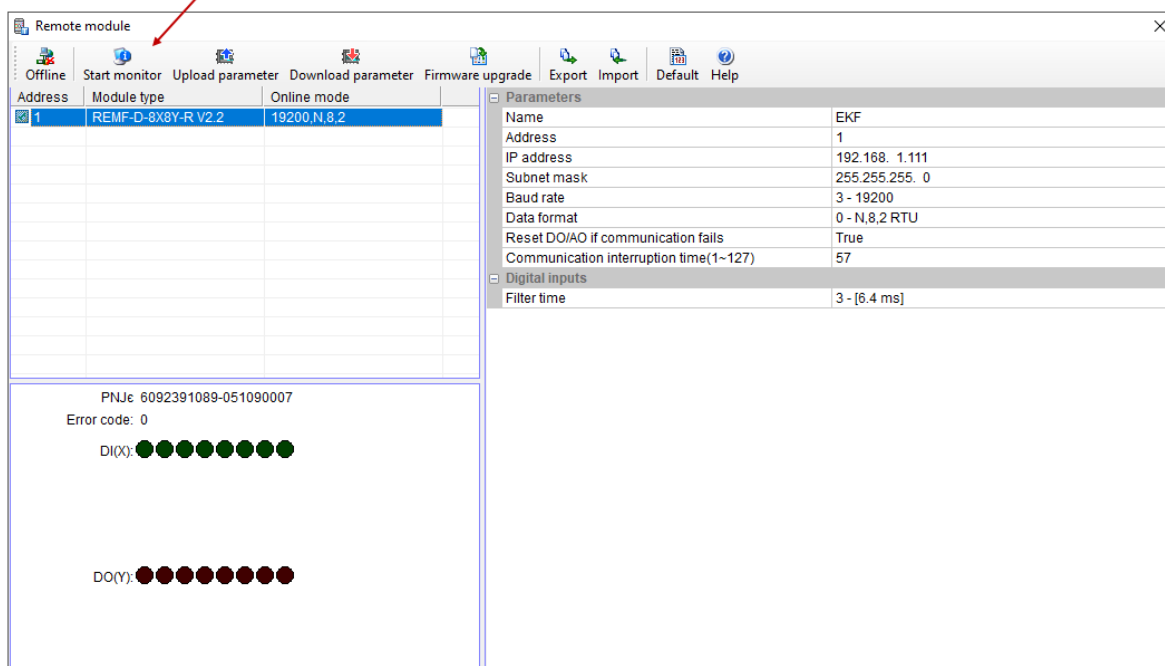 Remote module
Offline Start monitor Upload parameter Download parameter Firmware upgrade Export Import Default Help
Address Module type Online mode
1 REMF-D-8X8Y-R V2.2 19200,N,8,2
Parameters
Name EKF
Address 1
IP address 192.168. 1.111
Subnet mask 255.255.255. 0
Baud rate 3 - 19200
Data format 0 - N,8,2 RTU
Reset DO/AO if communication fails True
Communication interruption time(1~127) 57
Digital inputs
Filter time 3 - [6.4 ms]
PNJє 6092391089-051090007
Error code: 0
DI(X):
DO(Y):